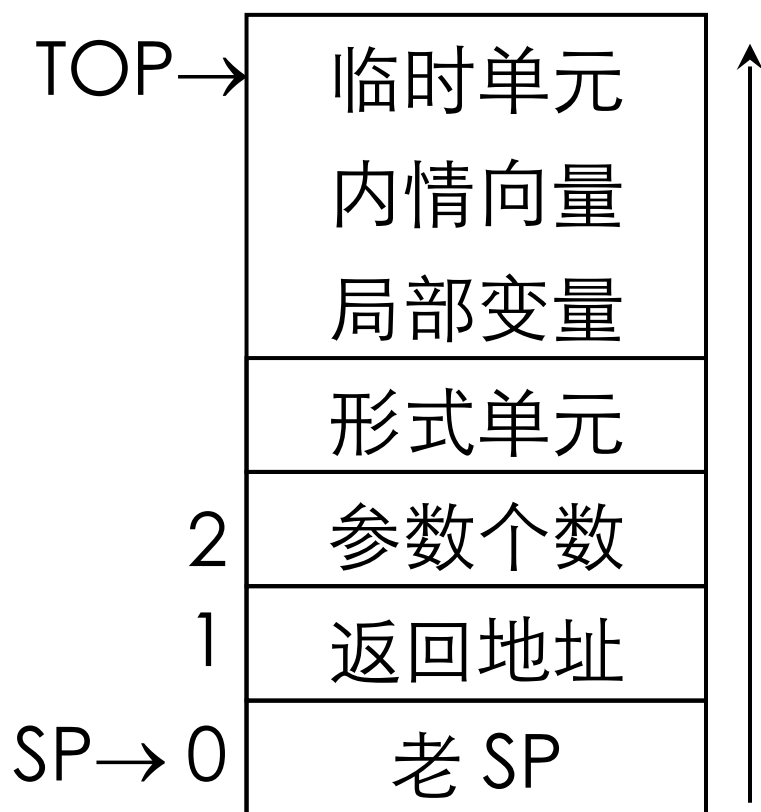 TOP→ 临时单元
内情向量
局部变量
形式单元
2 参数个数
1 返回地址
SP→ 0 老 SP